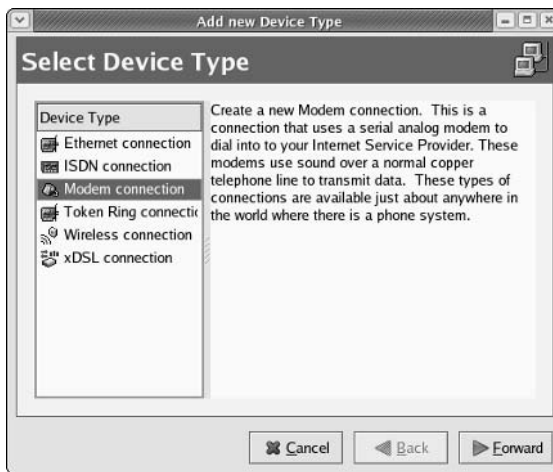 Add new Device Type
Select Device Type
Device Type
Ethernet connection
ISDN connection
Modem connection
Token Ring connectic
Wireless connection
xDSL connection
Create a new Modem connection.  This is a
connection that uses a serial analog modem to
dial into to your Internet Service Provider. These
modems use sound over a normal copper
telephone line to transmit data.  These types of
connections are available just about anywhere in
the world where there is a phone system.
Cancel
Back
Forward